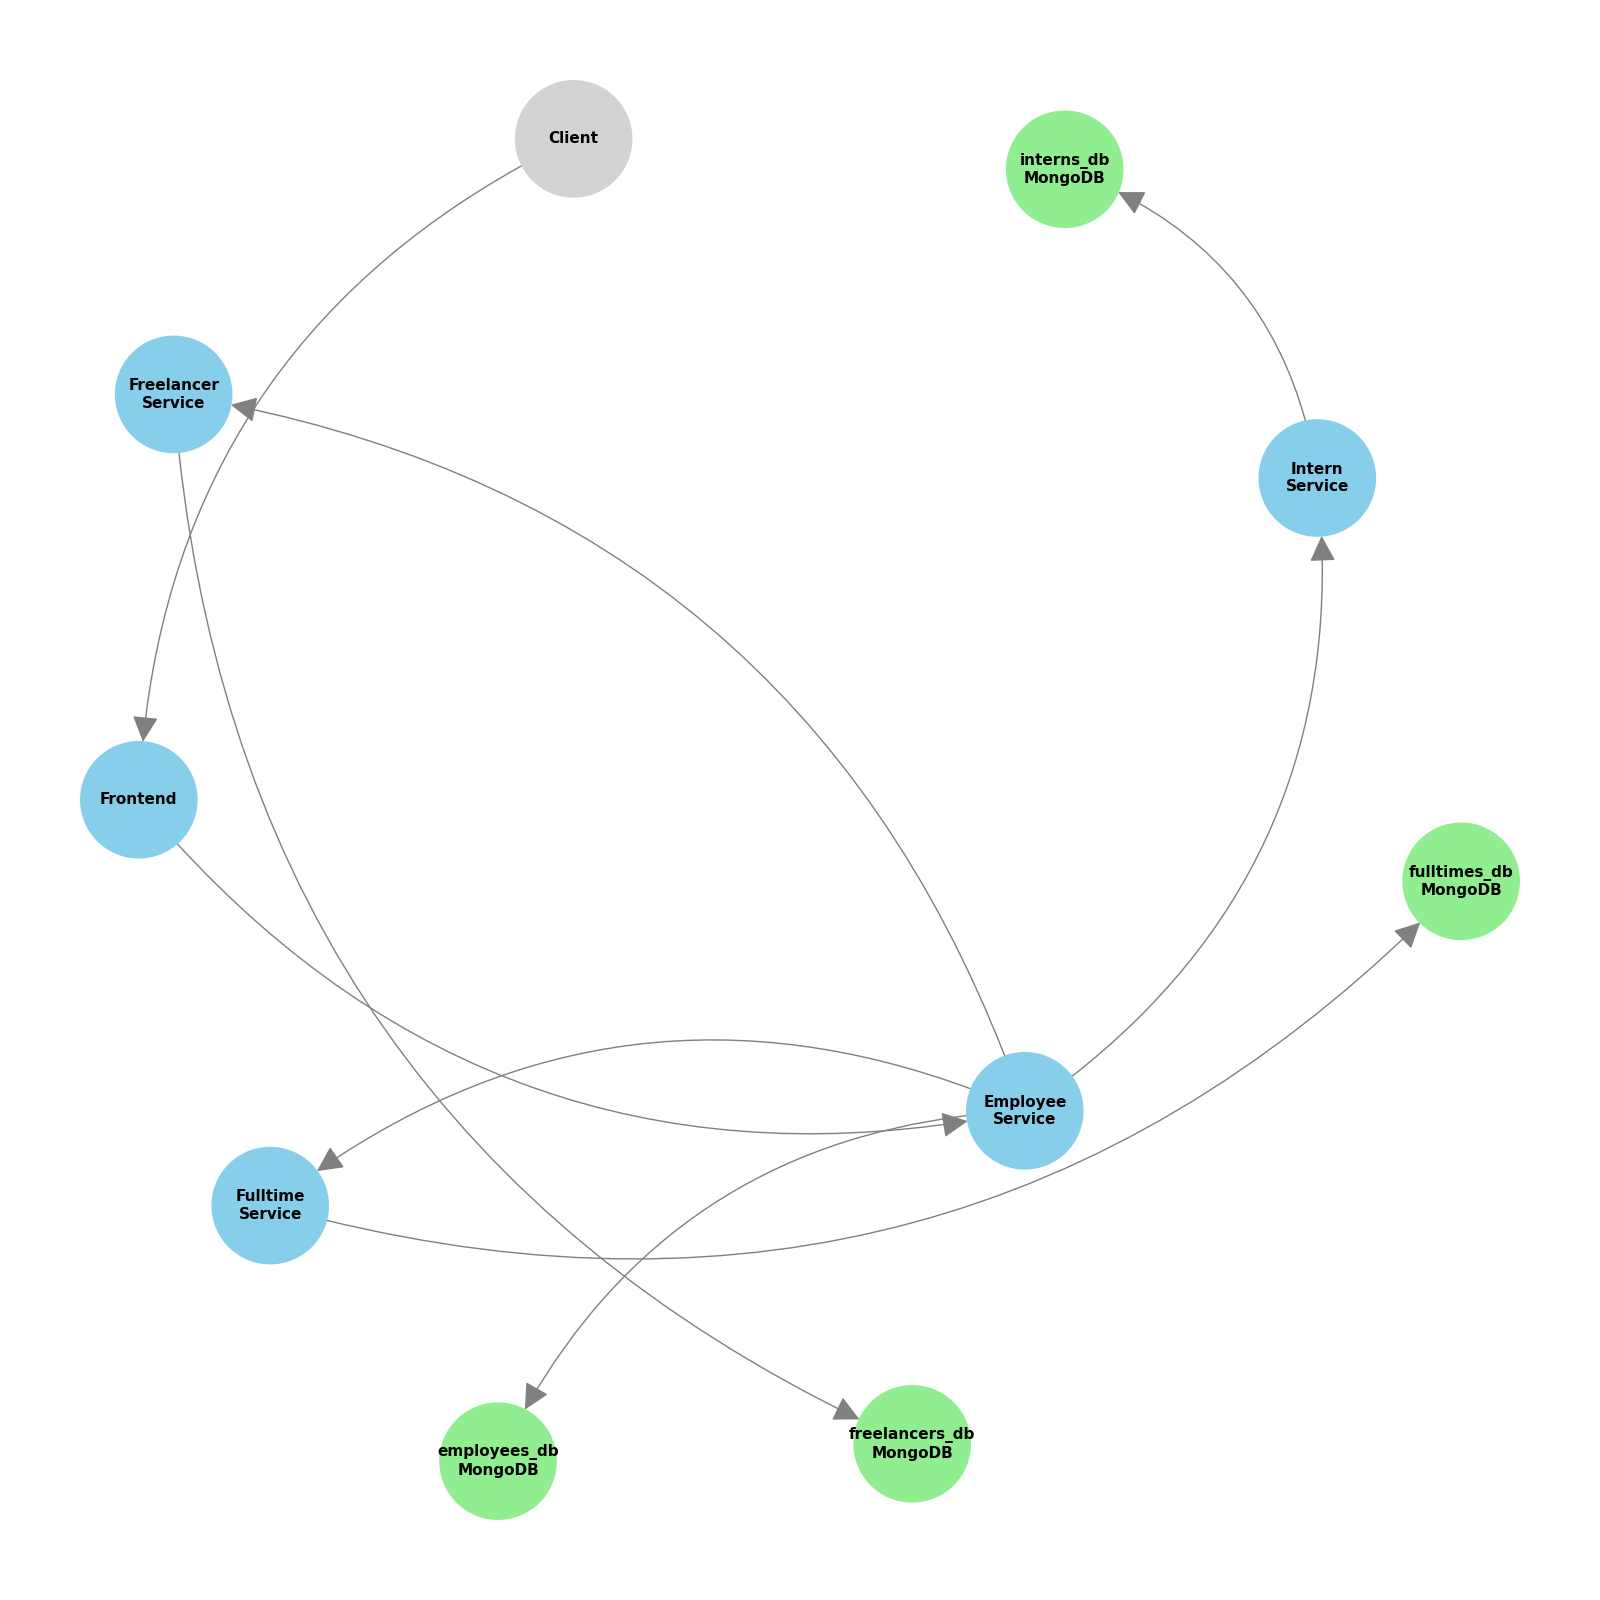 Client
interns_db
MongoDB
Freelancer
Service
Intern
Service
Frontend
fulltimes_db
MongoDB
Employee
Service
Fulltime
Service
employees_db
MongoDB
freelancers_db
MongoDB